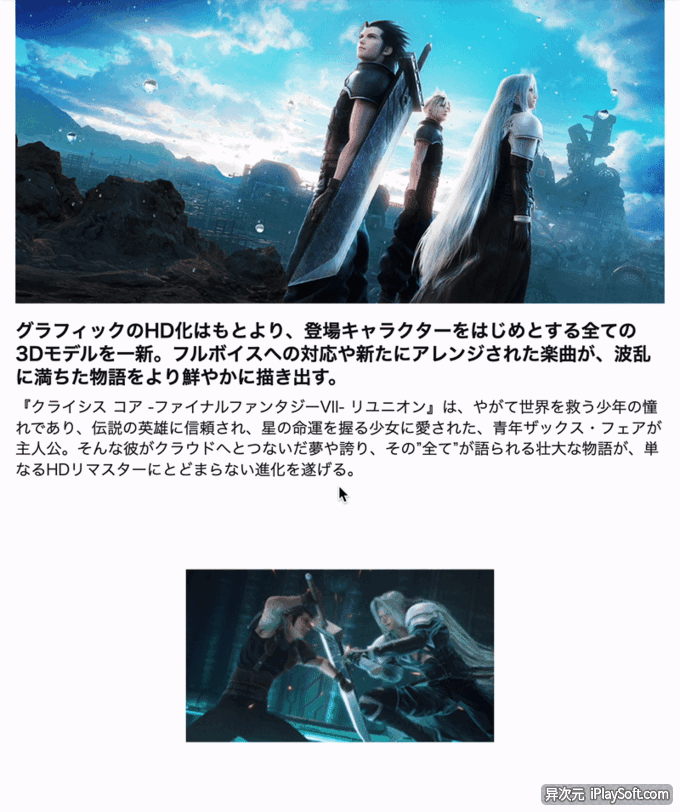 グラフィックのHD化はもとより、登場キャラクターをはじめとする全ての
3Dモデルを一新。フルボイスへの対応や新たにアレンジされた楽曲が、波乱
に満ちた物語をより鮮やかに描き出す。
『クライシス コア -ファイナルファンタジーVII- リユニオン』は、やがて世界を救う少年の憧
れであり、伝説の英雄に信頼され、星の命運を握る少女に愛された、青年ザックス・フェアが
主人公。そんな彼がクラウドへとつないだ夢や誇り、その"全て"が語られる壮大な物語が、単
なるHDリマスターにとどまらない進化を遂げる。
异次元 iPlaySoft.com